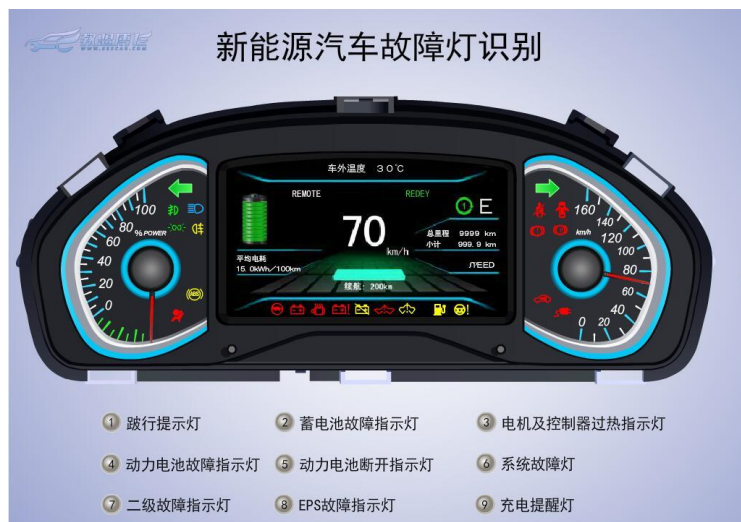 苏凯麻花
新能源汽车故障灯识别
车外温度 30℃
REMOTE
REDEY
1 E
70
km/h
总里程 9999 km
小计 999.9 km
平均电耗
15.0kWh/100km
续航: 200km
100
80
60
40
20
0
%POWER
ABS
160
140
120
100
80
60
40
20
0
km/h
1 跛行提示灯
2 蓄电池故障指示灯
3 电机及控制器过热指示灯
4 动力电池故障指示灯
5 动力电池断开指示灯
6 系统故障灯
7 二级故障指示灯
8 EPS故障指示灯
9 充电提醒灯